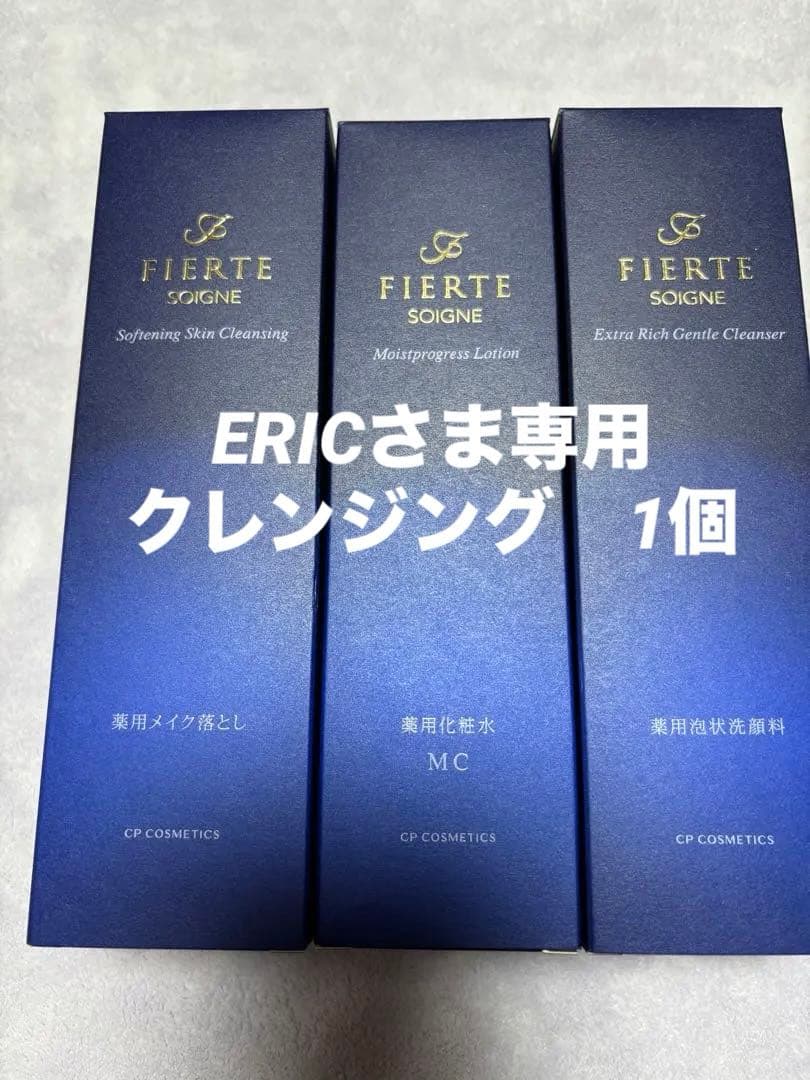 FIERTE
SOIGNE
Softening Skin Cleansing
薬用メイク落とし
CP COSMETICS
FIERTE
SOIGNE
Moistprogress Lotion
薬用化粧水
MC
CP COSMETICS
FIERTE
SOIGNE
Extra Rich Gentle Cleanser
薬用泡状洗顔料
CP COSMETICS
ERICさま専用
クレンジング　1個